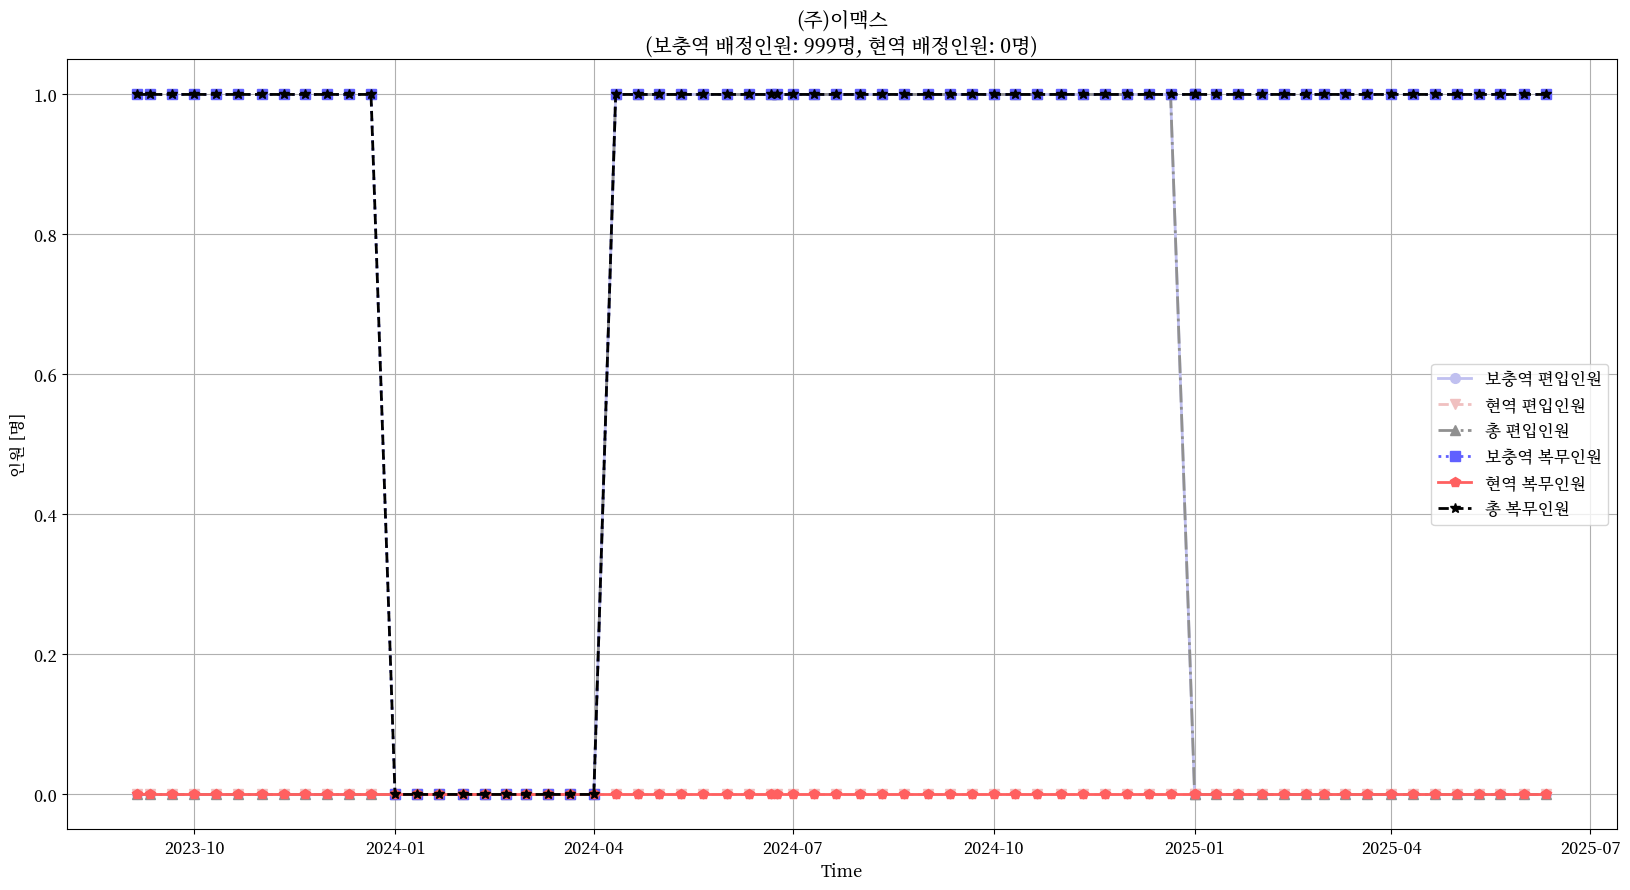 (주)이맥스
(보충역 배정인원: 999명, 현역 배정인원: 0명)
인원 [명]
1.0
0.8
0.6
0.4
0.2
0.0
보충역 편입인원
현역 편입인원
총 편입인원
보충역 복무인원
현역 복무인원
총 복무인원
2023-10
2024-01
2024-04
2024-07
2024-10
2025-01
2025-04
2025-07
Time